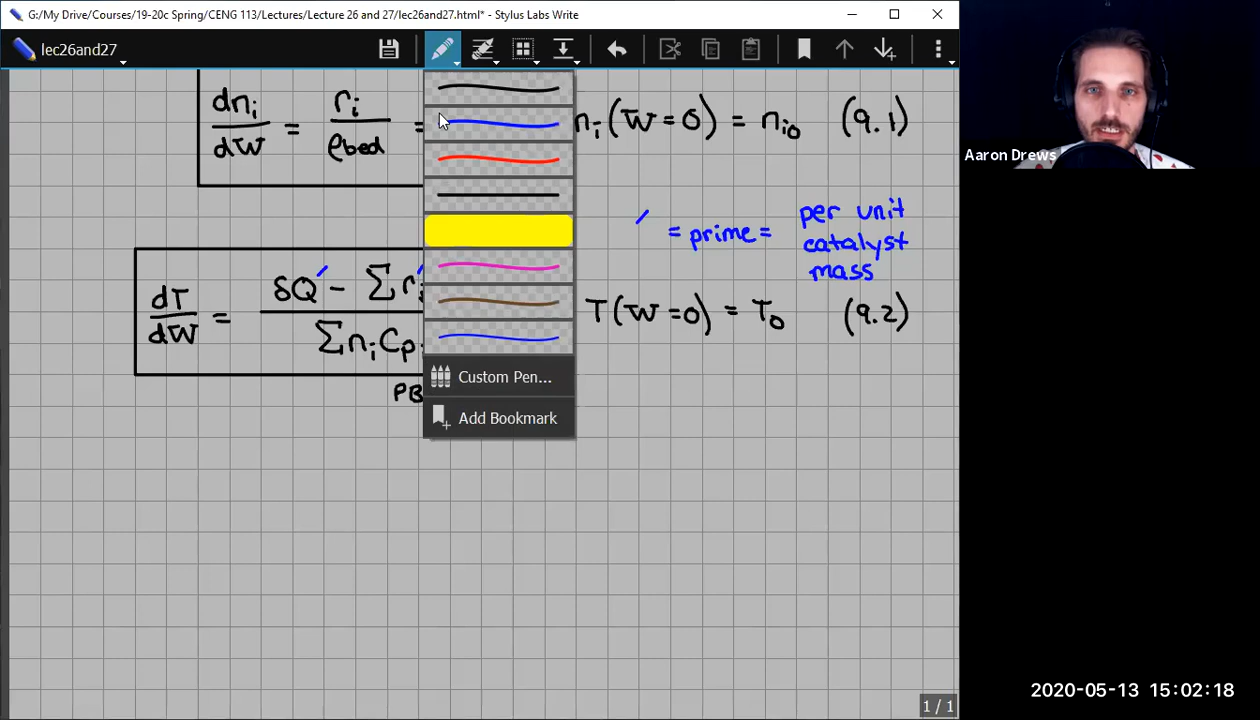 G:/My Drive/Courses/19-20c Spring/CENG 113/Lectures/Lecture 26 and 27/lec26and27.html* - Stylus Labs Write
lec26and27
dni/dW = ri/ρbed =
ni(W=0) = ni0 (9.1)
′ = prime = per unit
catalyst
mass
dT/dW = δQ′ - Σ r′
Σ ni Cp,
T(W=0) = T0 (9.2)
PB
Custom Pen...
Add Bookmark
Aaron Drews
1 / 1
2020-05-13 15:02:18